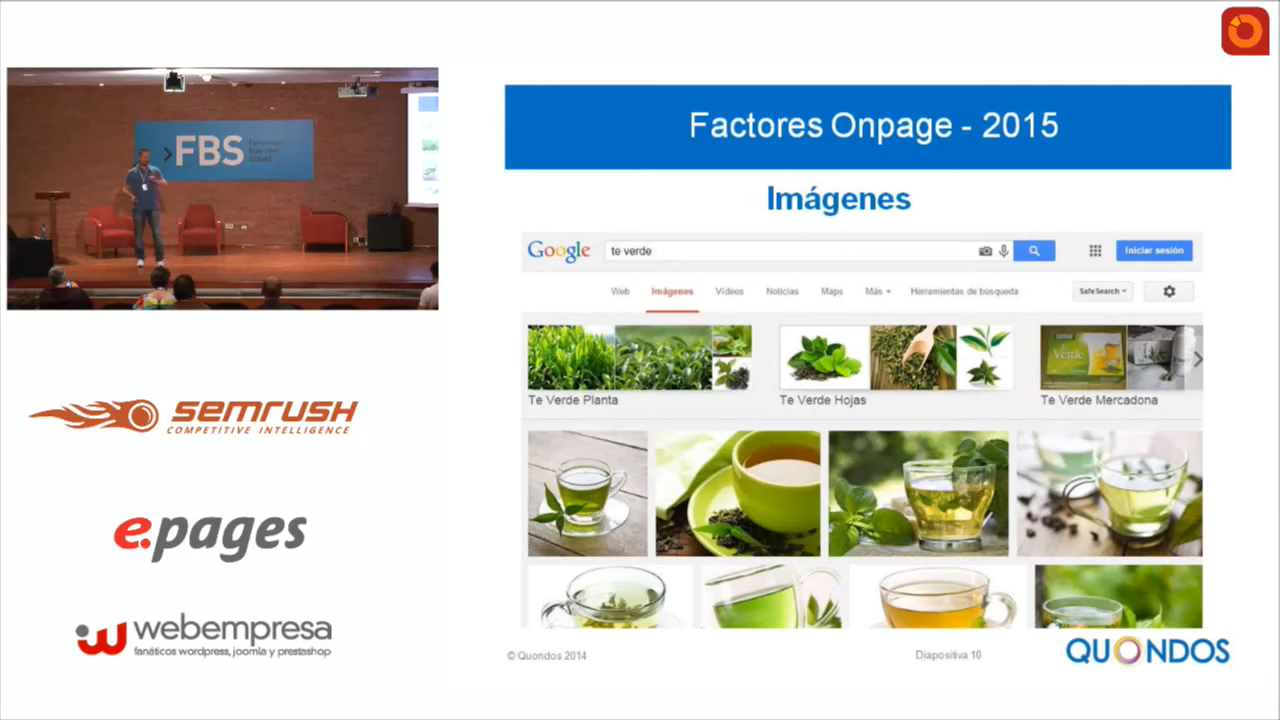 FBS
SEMRUSH
COMPETITIVE INTELLIGENCE
e.pages
webempresa
fanáticos wordpress, joomla y prestashop
Factores Onpage - 2015
Imágenes
Google
te verde
Iniciar sesión
Web Imágenes Vídeos Noticias Maps Más Herramientas de búsqueda SafeSearch
Verde
Te Verde Planta Te Verde Hojas Te Verde Mercadona
© Quondos 2014
Diapositiva 10
QUONDOS